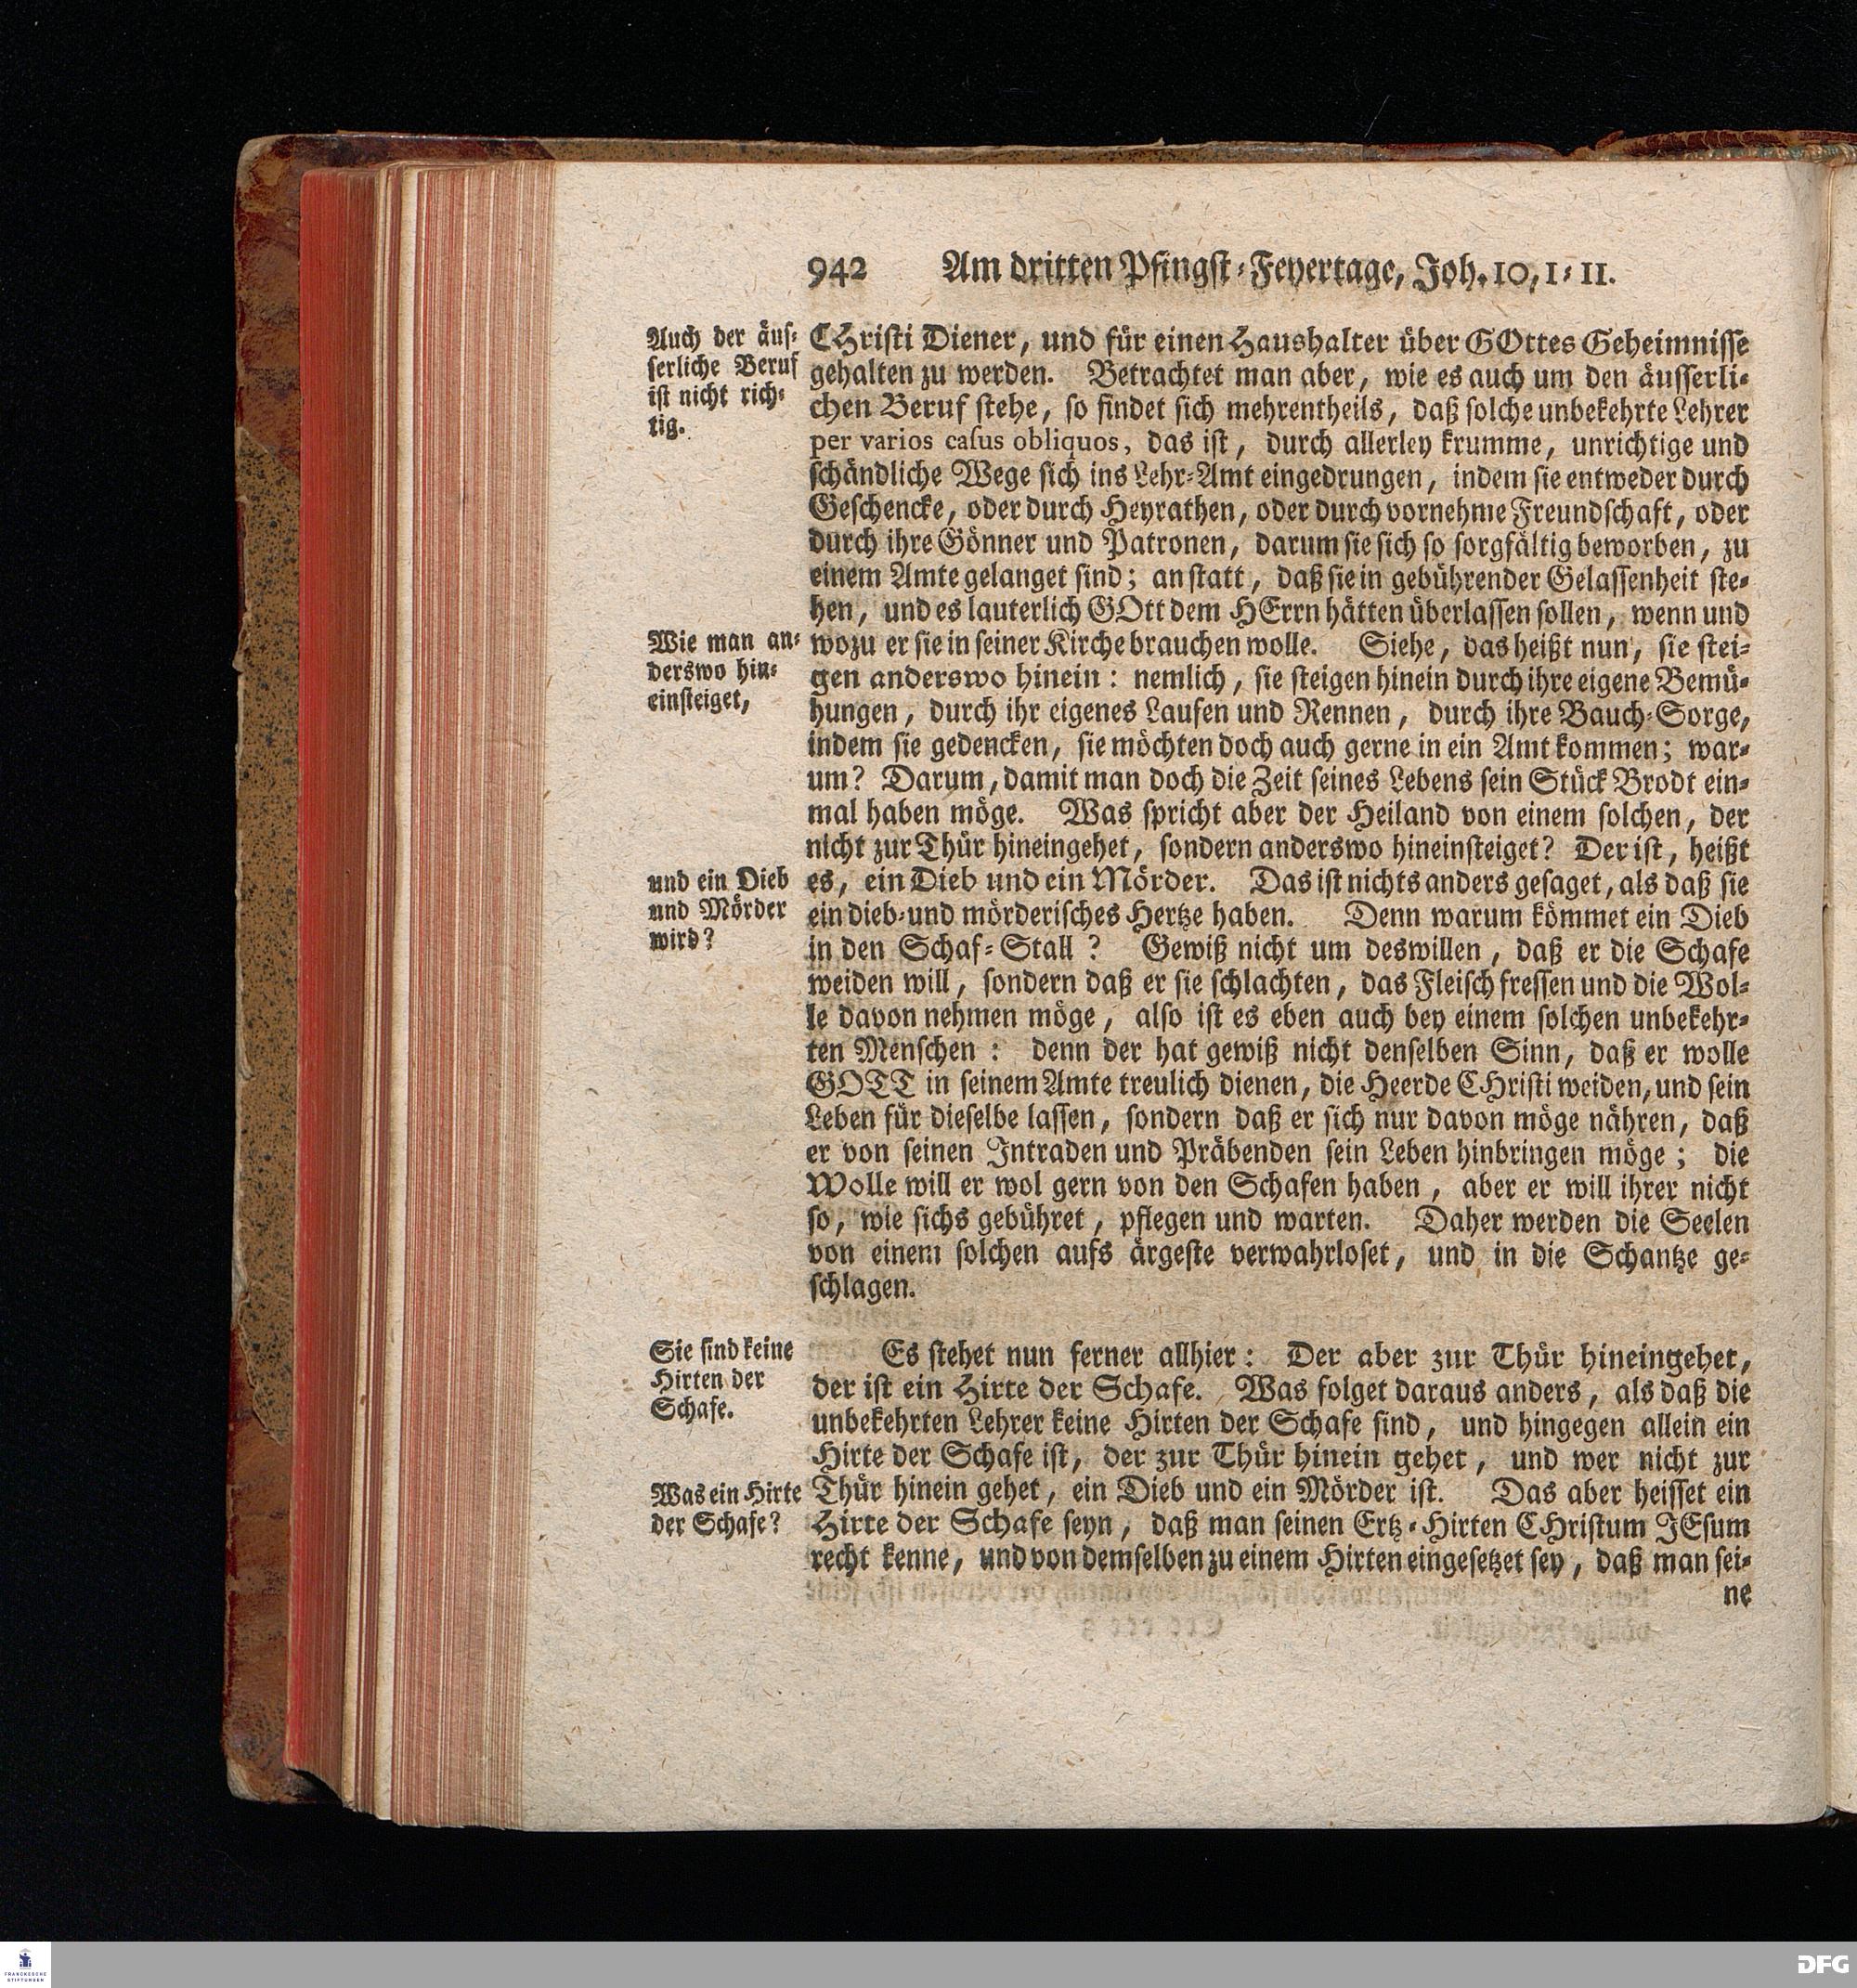 942 Am dritten Pfingst-Feyertage, Joh. 10, 1-11.
Auch der äus-
serliche Beruf
ist nicht rich-
tig.
CHristi Diener, und für einen Haushalter über GOttes Geheimnisse
gehalten zu werden. Betrachtet man aber, wie es auch um den äusserli-
chen Beruf stehe, so findet sich mehrentheils, daß solche unbekehrte Lehrer
per varios casus obliquos, das ist, durch allerley krumme, unrichtige und
schändliche Wege sich ins Lehr-Amt eingedrungen, indem sie entweder durch
Geschencke, oder durch Heyrathen, oder durch vornehme Freundschaft, oder
durch ihre Gönner und Patronen, darum sie sich so sorgfältig beworben, zu
einem Amte gelanget sind; anstatt, daß sie in gebührender Gelassenheit ste-
hen, und es lauterlich GOtt dem HErrn hätten überlassen sollen, wenn und
Wie man an-
derswo hin-
einsteiget,
wozu er sie in seiner Kirche brauchen wolle. Siehe, das heißt nun, sie stei-
gen anderswo hinein: nemlich, sie steigen hinein durch ihre eigene Bemü-
hungen, durch ihr eigenes Laufen und Rennen, durch ihre Bauch-Sorge,
indem sie gedencken, sie möchten doch auch gerne in ein Amt kommen; war-
um? Darum, damit man doch die Zeit seines Lebens sein Stück Brodt ein-
mal haben möge. Was spricht aber der Heiland von einem solchen, der
nicht zur Thür hineingehet, sondern anderswo hineinsteiget? Der ist, heißt
und ein Dieb
und Mörder
wird?
es, ein Dieb und ein Mörder. Das ist nichts anders gesaget, als daß sie
ein dieb-und mörderisches Hertze haben. Denn warum kömmet ein Dieb
in den Schaf-Stall? Gewiß nicht um deswillen, daß er die Schafe
weiden will, sondern daß er sie schlachten, das Fleisch fressen und die Wol-
le davon nehmen möge, also ist es eben auch bey einem solchen unbekehr-
ten Menschen: denn der hat gewiß nicht denselben Sinn, daß er wolle
GOTT in seinem Amte treulich dienen, die Heerde CHristi weiden, und sein
Leben für dieselbe lassen, sondern daß er sich nur davon möge nähren, daß
er von seinen Intraden und Präbenden sein Leben hinbringen möge; die
Wolle will er wol gern von den Schafen haben, aber er will ihrer nicht
so, wie sichs gebühret, pflegen und warten. Daher werden die Seelen
von einem solchen aufs ärgeste verwahrloset, und in die Schantze ge-
schlagen.
Sie sind keine
Hirten der
Schafe.
Es stehet nun ferner allhier: Der aber zur Thür hineingehet,
der ist ein Hirte der Schafe. Was folget daraus anders, als daß die
unbekehrten Lehrer keine Hirten der Schafe sind, und hingegen allein ein
Hirte der Schafe ist, der zur Thür hinein gehet, und wer nicht zur
Was ein Hirte
der Schafe?
Thür hinein gehet, ein Dieb und ein Mörder ist. Das aber heisset ein
Hirte der Schafe seyn, daß man seinen Ertz-Hirten CHristum JEsum
recht kenne, und von demselben zu einem Hirten eingesetzet sey, daß man sei-
ne
FRANCKESCHE
STIFTUNGEN
DFG